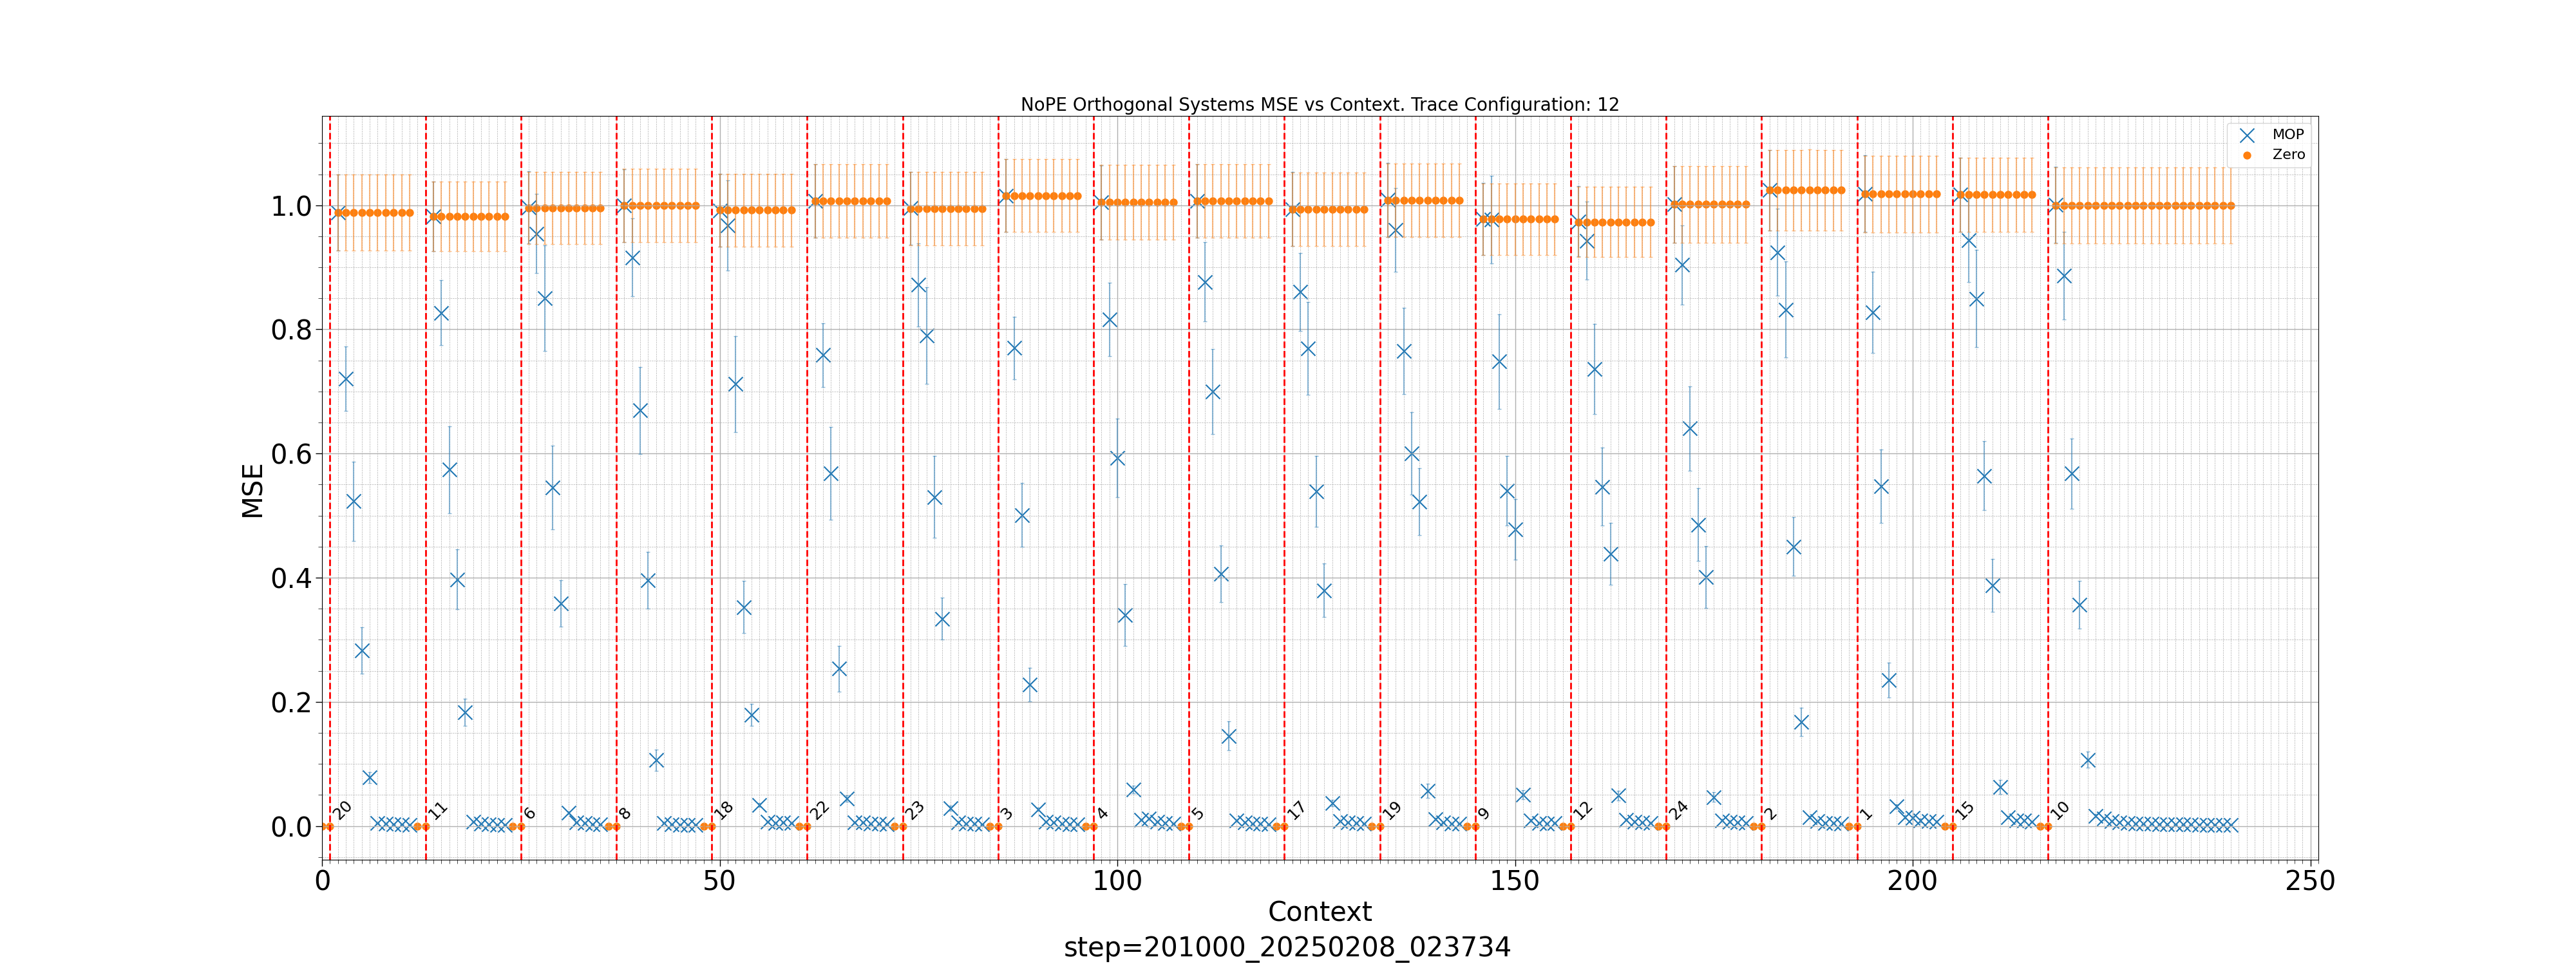 NoPE Orthogonal Systems MSE vs Context. Trace Configuration: 12
MOP
Zero
MSE
1.0
0.8
0.6
0.4
0.2
0.0
20 11 6 8 18 22 23 3 4 5 17 19 9 12 24 2 1 15 10
0 50 100 150 200 250
Context
step=201000_20250208_023734